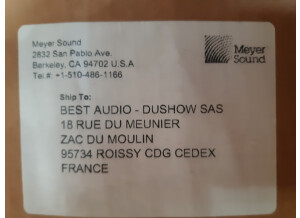 Meyer Sound
2832 San Pablo Ave.
Berkeley, CA 94702 U.S.A
Tel.#: +1-510-486-1166
Meyer
Sound
Ship To:
BEST AUDIO - DUSHOW SAS
18 RUE DU MEUNIER
ZAC DU MOULIN
95734 ROISSY CDG CEDEX
FRANCE